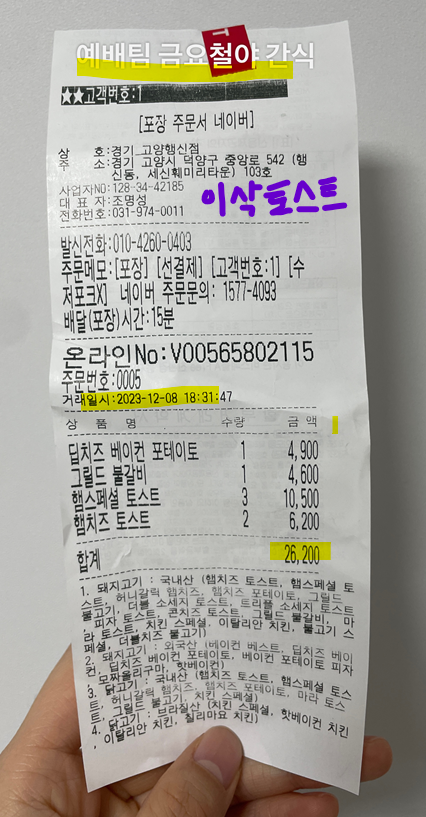 예배팀 금요철야 간식
★★고객번호:1
[포장 주문서 네이버]
상 호:경기 고양행신점
주 소:경기 고양시 덕양구 중앙로 542 (행
신동, 세신훼미리타운) 103호
사업자NO:128-34-42185
대 표 자:조명성
전화번호:031-974-0011
이삭토스트
발신전화:010-4260-0403
주문메모:[포장] [선결제] [고객번호:1] [수
저포크X] 네이버 주문문의: 1577-4093
배달(포장)시간:15분
온라인No:V00565802115
주문번호:0005
거래일시:2023-12-08 18:31:47
상 품 명 수량 금 액
딥치즈 베이컨 포테이토 1 4,900
그릴드 불갈비 1 4,600
햄스페셜 토스트 3 10,500
햄치즈 토스트 2 6,200
합계 26,200
1. 돼지고기 : 국내산 (햄치즈 토스트, 햄스페셜 토
스트, 허니갈릭 햄치즈, 햄치즈 포테이토, 그릴드
불고기, 더블 소세지 토스트, 트리플 소세지 토스트
, 피자 토스트, 콘치즈 토스트, 그릴드 불갈비, 마
라 토스트, 치킨 스페셜, 이탈리안 치킨, 불고기 스
페셜, 더블치즈 불고기)
2. 돼지고기 : 외국산 (베이컨 베스트, 딥치즈 베이
컨, 딥치즈 베이컨 포테이토, 베이컨 포테이토 피자
, 모짜올리구마, 핫베이컨)
3. 닭고기 : 국내산 (햄치즈 토스트, 햄스페셜 토스
트, 허니갈릭 햄치즈, 햄치즈 포테이토, 마라 토스
트, 그릴드 불고기, 치킨 스페셜)
4. 닭고기 : 브라질산 (치킨 스페셜, 핫베이컨 치킨
, 이탈리안 치킨, 칠리마요 치킨)